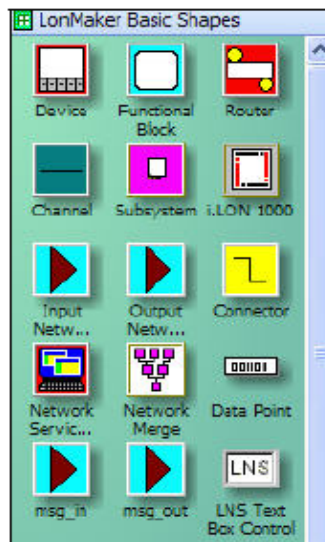 LonMaker Basic Shapes
Device Functional Block Router
Channel Subsystem i.LON 1000
Input Netw... Output Netw... Connector
Network Servic... Network Merge Data Point
LNS
msg_in msg_out LNS Text Box Control